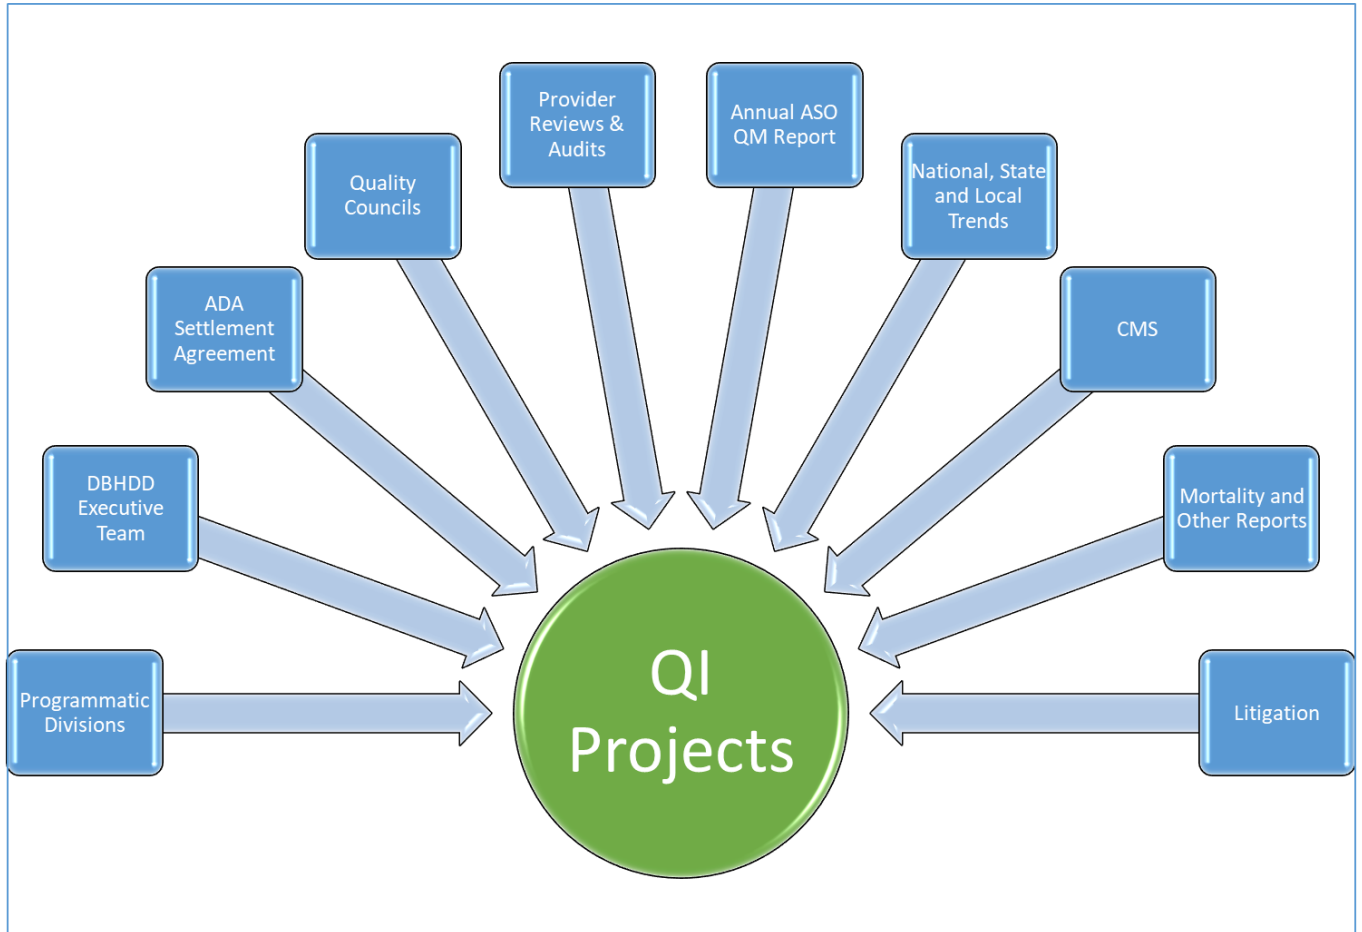 Provider
Reviews &
Audits
Annual ASO
QM Report
Quality
Councils
National, State
and Local
Trends
ADA
Settlement
Agreement
CMS
DBHDD
Executive
Team
Mortality and
Other Reports
Programmatic
Divisions
QI
Projects
Litigation